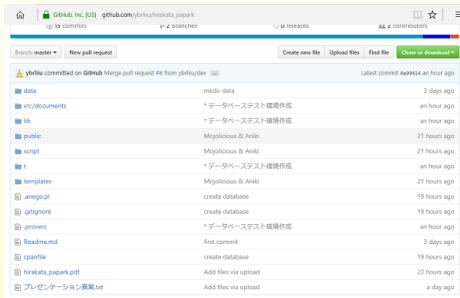 GitHub, Inc. [US] github.com/ybrliiu/hirakata_papark
15 commits 2 branches 0 releases 2 contributors
Branch: master New pull request Create new file Upload files Find file Clone or download
ybrliiu committed on GitHub Merge pull request #6 from ybrliiu/dev … Latest commit 4e99434 an hour ago
data mkdir data 3 days ago
etc/documents * データベーステスト環境作成 an hour ago
lib * データベーステスト環境作成 an hour ago
public Mojolicious & Aniki 21 hours ago
script Mojolicious & Aniki 21 hours ago
t * データベーステスト環境作成 an hour ago
templates Mojolicious & Aniki 21 hours ago
.anego.pl create database 19 hours ago
.gitignore create database 19 hours ago
.proverc * データベーステスト環境作成 an hour ago
Readme.md first commit 3 days ago
cpanfile create database 19 hours ago
hirakata_papark.pdf Add files via upload 23 hours ago
プレゼンテーション素案.txt Add files via upload a day ago